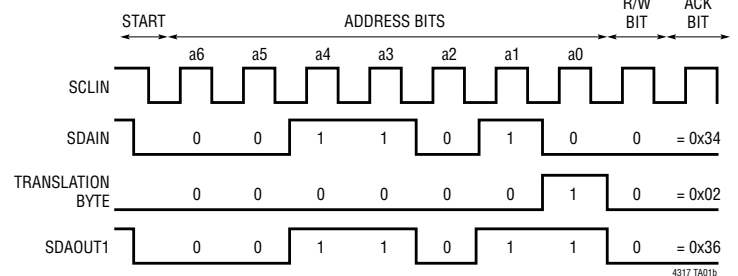 START ADDRESS BITS R/W BIT ACK BIT
a6 a5 a4 a3 a2 a1 a0
SCLIN
SDAIN 0 0 1 1 0 1 0 0 = 0x34
TRANSLATION BYTE 0 0 0 0 0 0 1 0 = 0x02
SDAOUT1 0 0 1 1 0 1 1 0 = 0x36
4317 TA01b